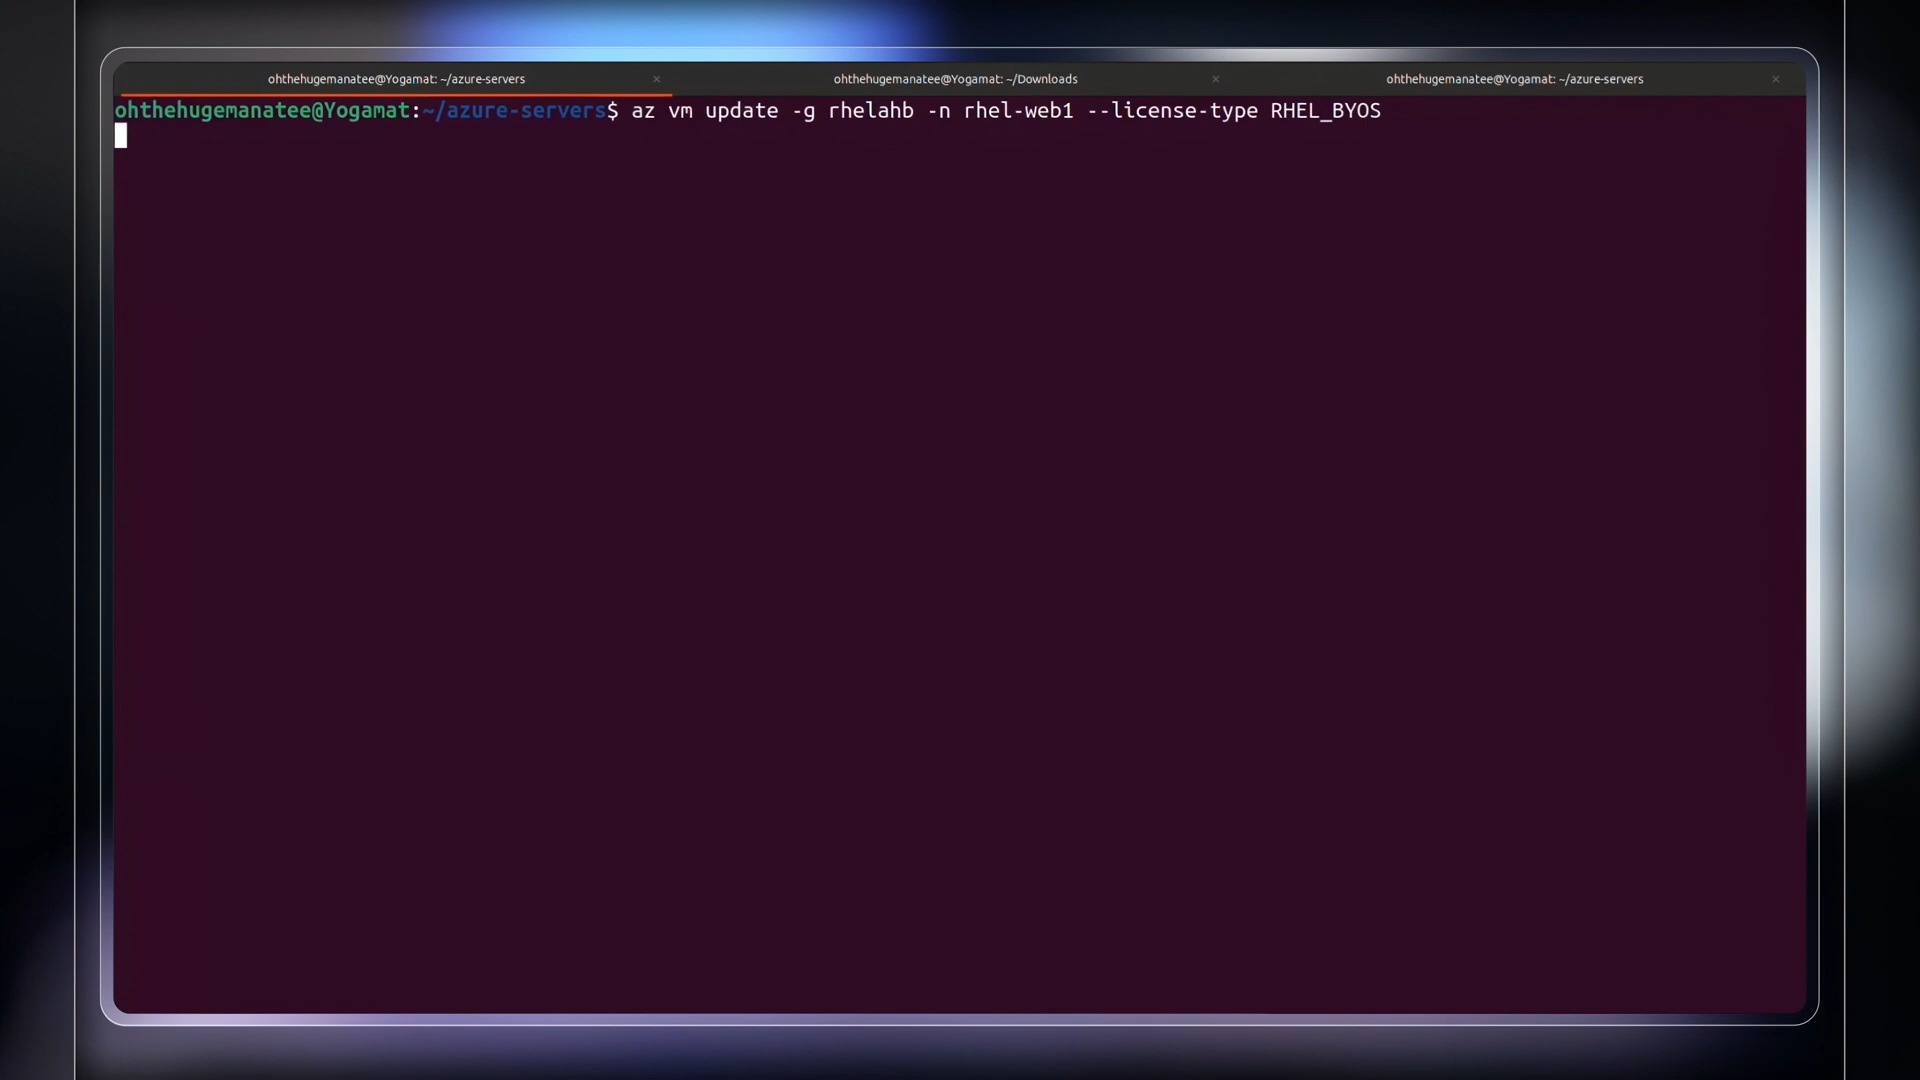 ohthehugemanatee@Yogamat: ~/azure-servers × ohthehugemanatee@Yogamat: ~/Downloads × ohthehugemanatee@Yogamat: ~/azure-servers ×
ohthehugemanatee@Yogamat:~/azure-servers$ az vm update -g rhelahb -n rhel-web1 --license-type RHEL_BYOS